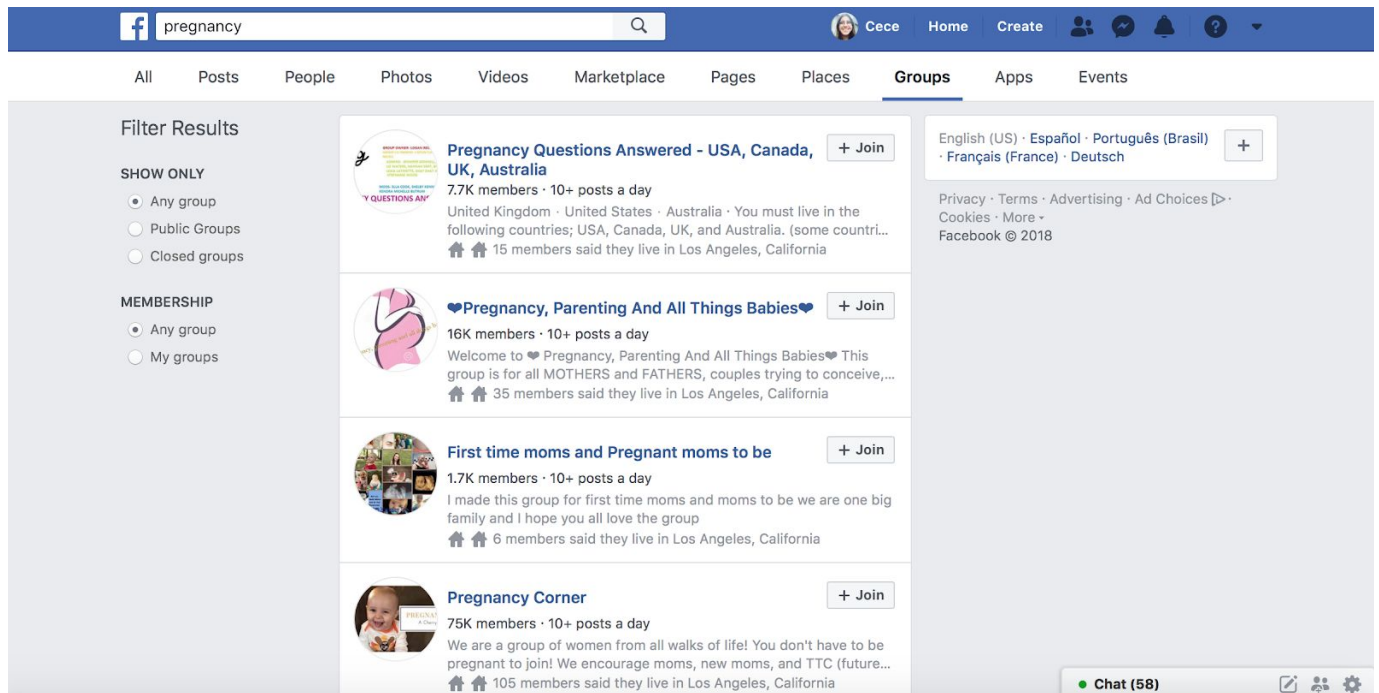 f
pregnancy
Cece
Home
Create
All
Posts
People
Photos
Videos
Marketplace
Pages
Places
Groups
Apps
Events
Filter Results
SHOW ONLY
Any group
Public Groups
Closed groups
MEMBERSHIP
Any group
My groups
Pregnancy Questions Answered - USA, Canada,
UK, Australia
+ Join
7.7K members · 10+ posts a day
United Kingdom · United States · Australia · You must live in the
following countries; USA, Canada, UK, and Australia. (some countri...
15 members said they live in Los Angeles, California
❤Pregnancy, Parenting And All Things Babies❤
+ Join
16K members · 10+ posts a day
Welcome to ❤ Pregnancy, Parenting And All Things Babies❤ This
group is for all MOTHERS and FATHERS, couples trying to conceive,...
35 members said they live in Los Angeles, California
First time moms and Pregnant moms to be
+ Join
1.7K members · 10+ posts a day
I made this group for first time moms and moms to be we are one big
family and I hope you all love the group
6 members said they live in Los Angeles, California
Pregnancy Corner
+ Join
75K members · 10+ posts a day
We are a group of women from all walks of life! You don't have to be
pregnant to join! We encourage moms, new moms, and TTC (future...
105 members said they live in Los Angeles, California
English (US) · Español · Português (Brasil)
· Français (France) · Deutsch
+
Privacy · Terms · Advertising · Ad Choices ·
Cookies · More
Facebook © 2018
Chat (58)